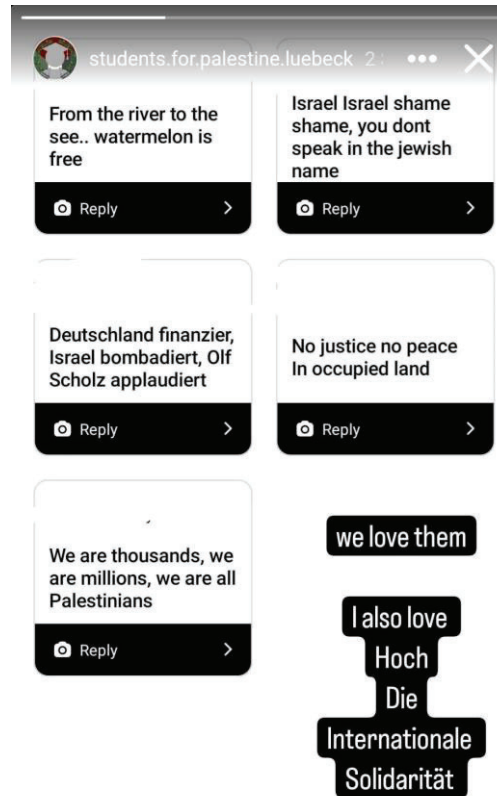 students.for.palestine.luebeck 2
From the river to the
see.. watermelon is
free
Reply
Israel Israel shame
shame, you dont
speak in the jewish
name
Reply
Deutschland finanzier,
Israel bombadiert, Olf
Scholz applaudiert
Reply
No justice no peace
In occupied land
Reply
We are thousands, we
are millions, we are all
Palestinians
Reply
we love them
I also love
Hoch
Die
Internationale
Solidarität